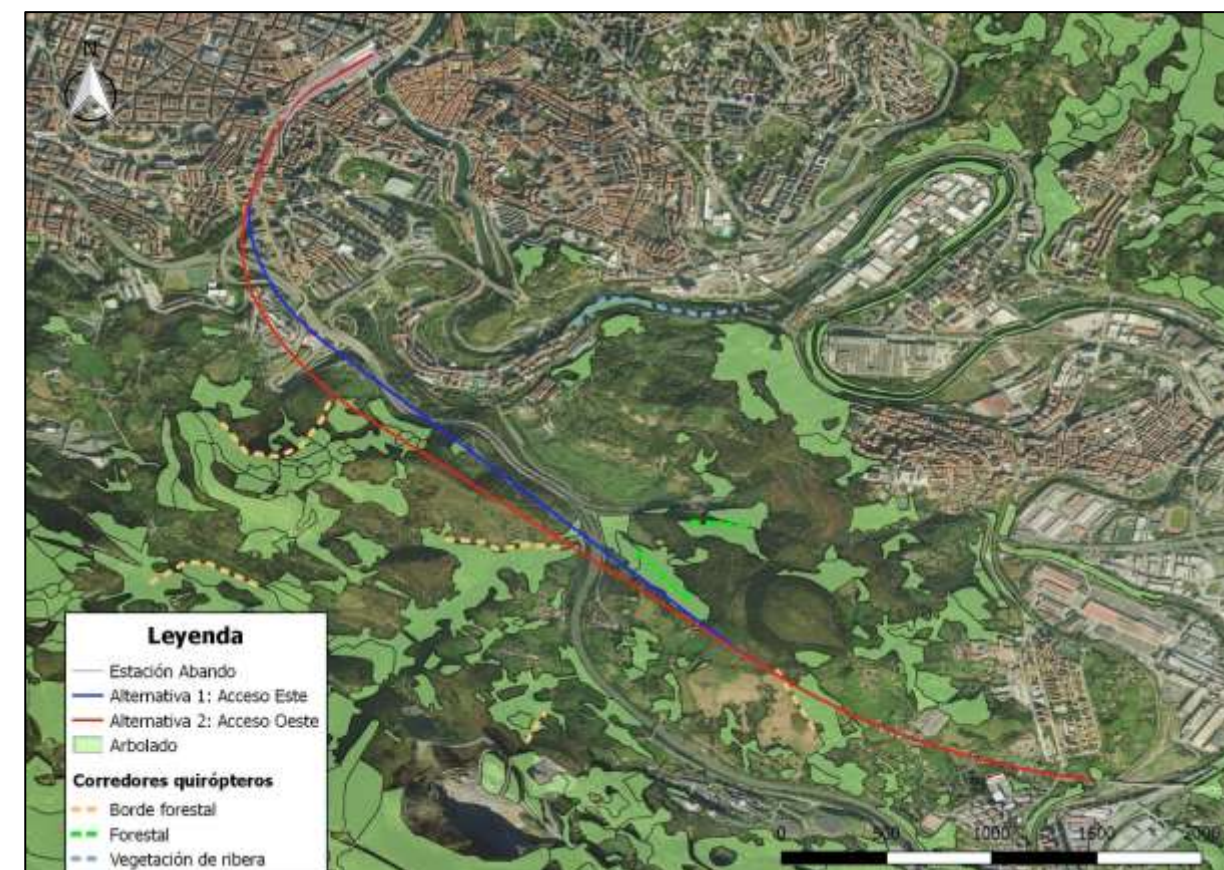 N
Leyenda
Estación Abando
Alternativa 1: Acceso Este
Alternativa 2: Acceso Oeste
Arbolado
Corredores quirópteros
Borde forestal
Forestal
Vegetación de ribera
0 500 1000 1500 2000